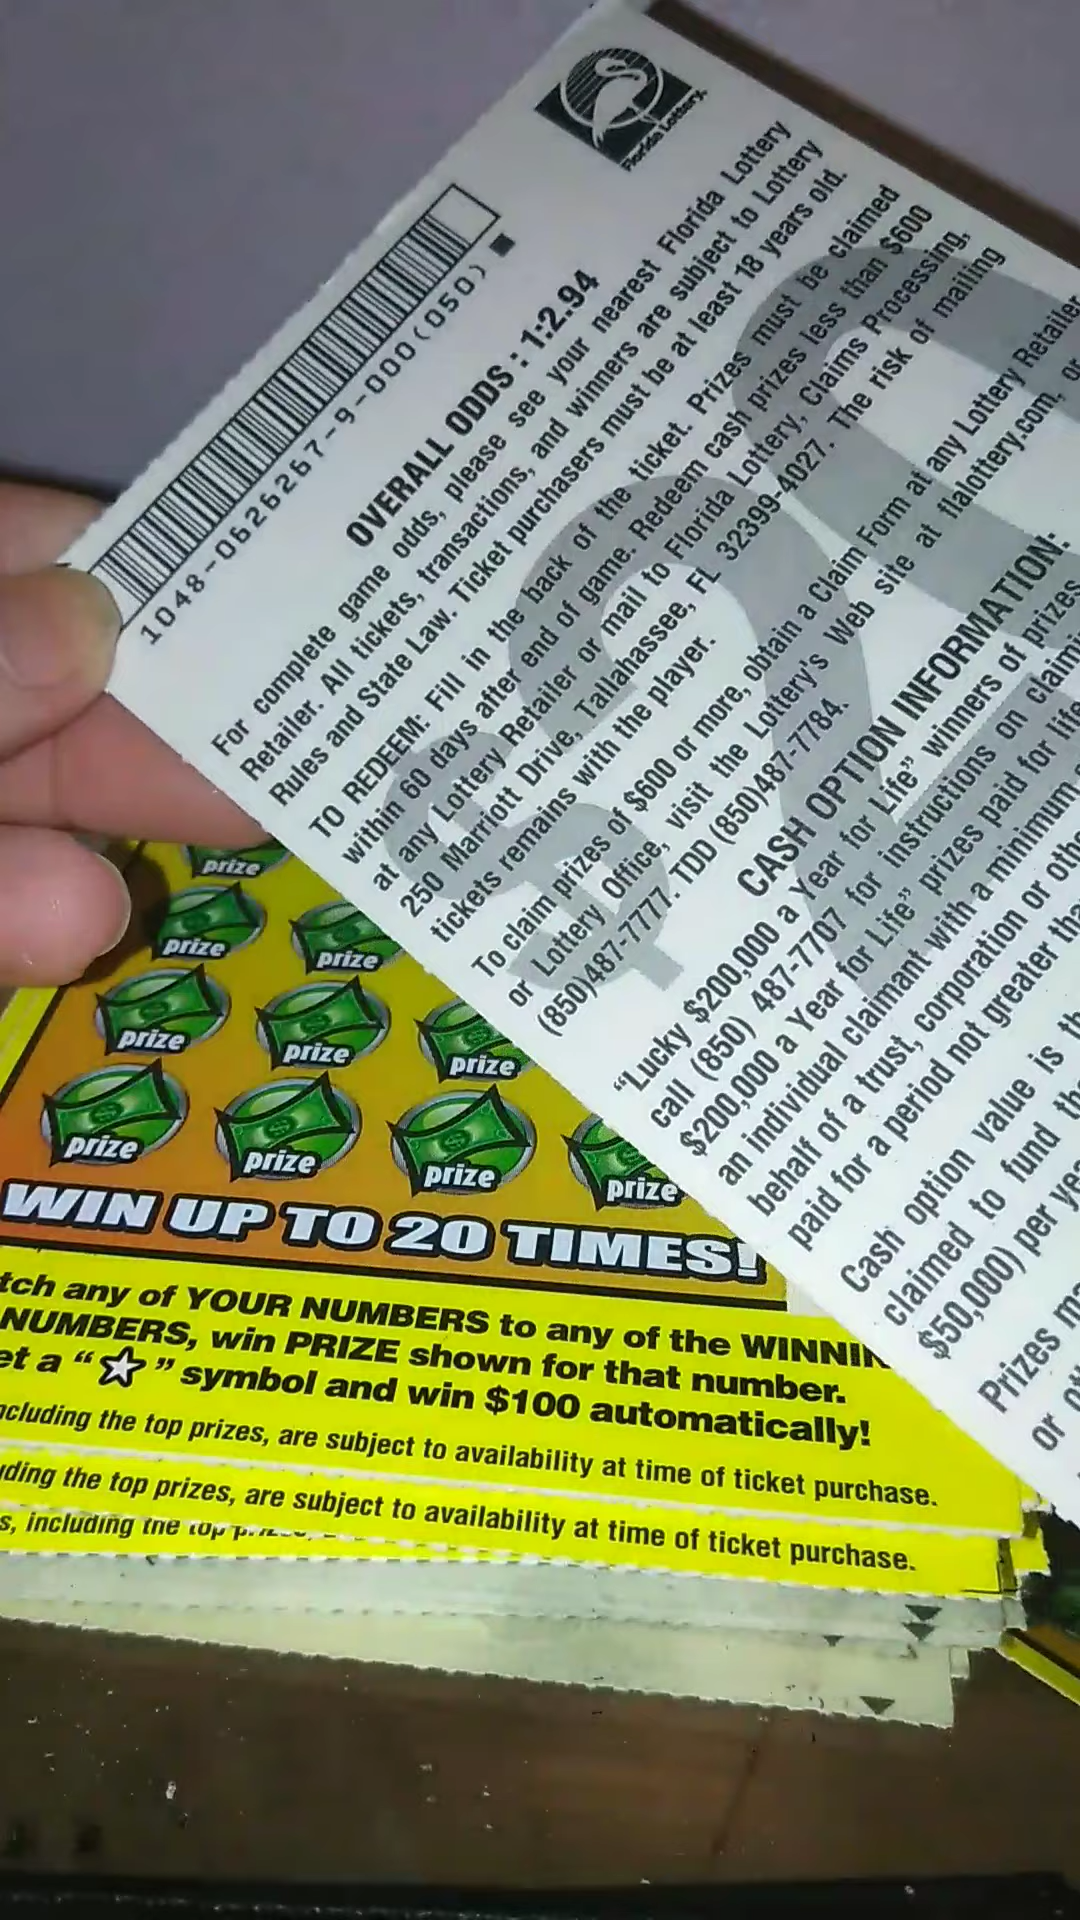 Florida Lottery
1048-0626267-9-000(050)
OVERALL ODDS : 1:2.94
For complete game odds, please see your nearest Florida Lottery
Retailer. All tickets, transactions, and winners are subject to Lottery
Rules and State Law. Ticket purchasers must be at least 18 years old.
TO REDEEM: Fill in the back of the ticket. Prizes must be claimed
within 60 days after end of game. Redeem cash prizes less than $600
at any Lottery Retailer or mail to Florida Lottery, Claims Processing,
250 Marriott Drive, Tallahassee, FL 32399-4027. The risk of mailing
tickets remains with the player.
To claim prizes of $600 or more, obtain a Claim Form at any Lottery Retailer
or Lottery Office, visit the Lottery's Web site at flalottery.com, or
(850)487-7777. TDD (850)487-7784.
CASH OPTION INFORMATION:
"Lucky $200,000 a Year for Life" winners of prizes
call (850) 487-7707 for instructions on
$200,000 a Year for Life" prizes paid for life
an individual claimant with a minimum
behalf of a trust, corporation or
paid for a period not greater
Cash option value is
claimed to fund
$50,000) per
Prizes
or
$20
prize
prize
prize
prize
prize
prize
prize
prize
prize
prize
WIN UP TO 20 TIMES!
any of YOUR NUMBERS to any of the
NUMBERS, win PRIZE shown for that number.
a "☆" symbol and win $100 automatically!
the top prizes, are subject to availability at time of ticket purchase.
the top prizes, are subject to availability at time of ticket purchase.
including the top